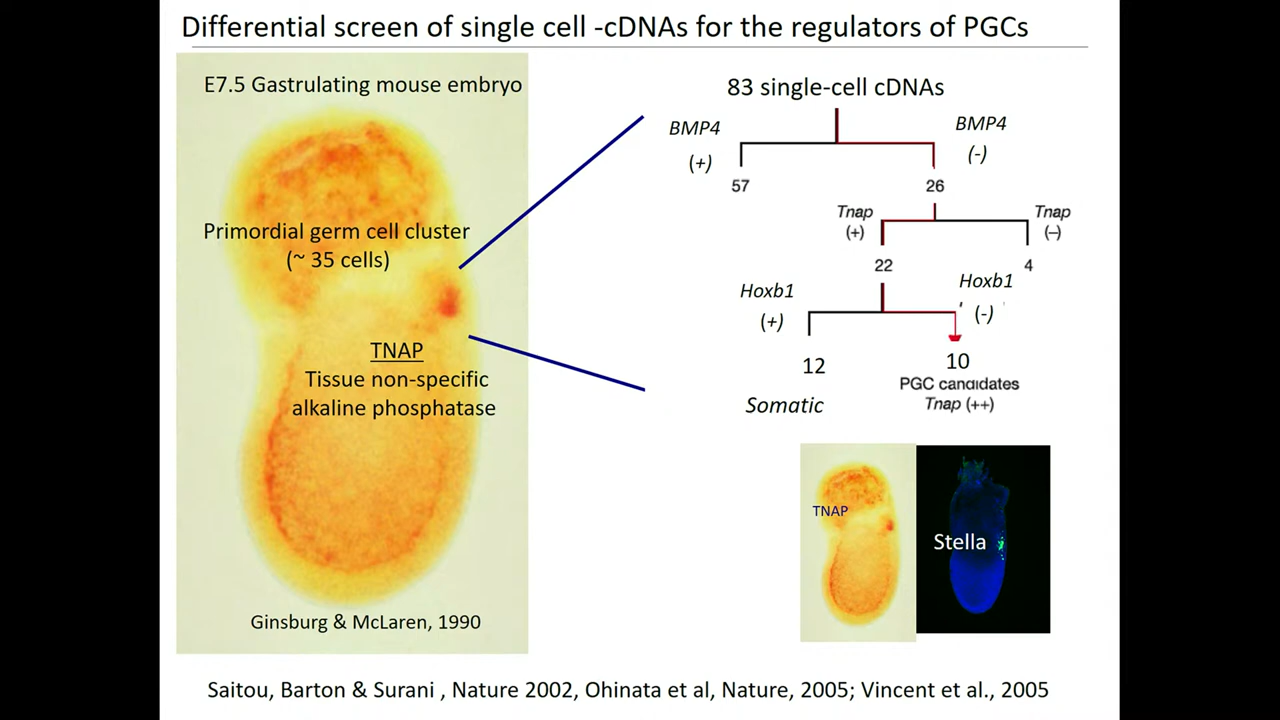 Differential screen of single cell -cDNAs for the regulators of PGCs
E7.5 Gastrulating mouse embryo
Primordial germ cell cluster
(~ 35 cells)
TNAP
Tissue non-specific
alkaline phosphatase
Ginsburg & McLaren, 1990
83 single-cell cDNAs
BMP4
(+)
BMP4
(-)
57
26
Tnap
(+)
Tnap
(–)
22
4
Hoxb1
(+)
Hoxb1
(-)
12
10
PGC candidates
Tnap (++)
Somatic
TNAP
Stella
Saitou, Barton & Surani , Nature 2002, Ohinata et al, Nature, 2005; Vincent et al., 2005